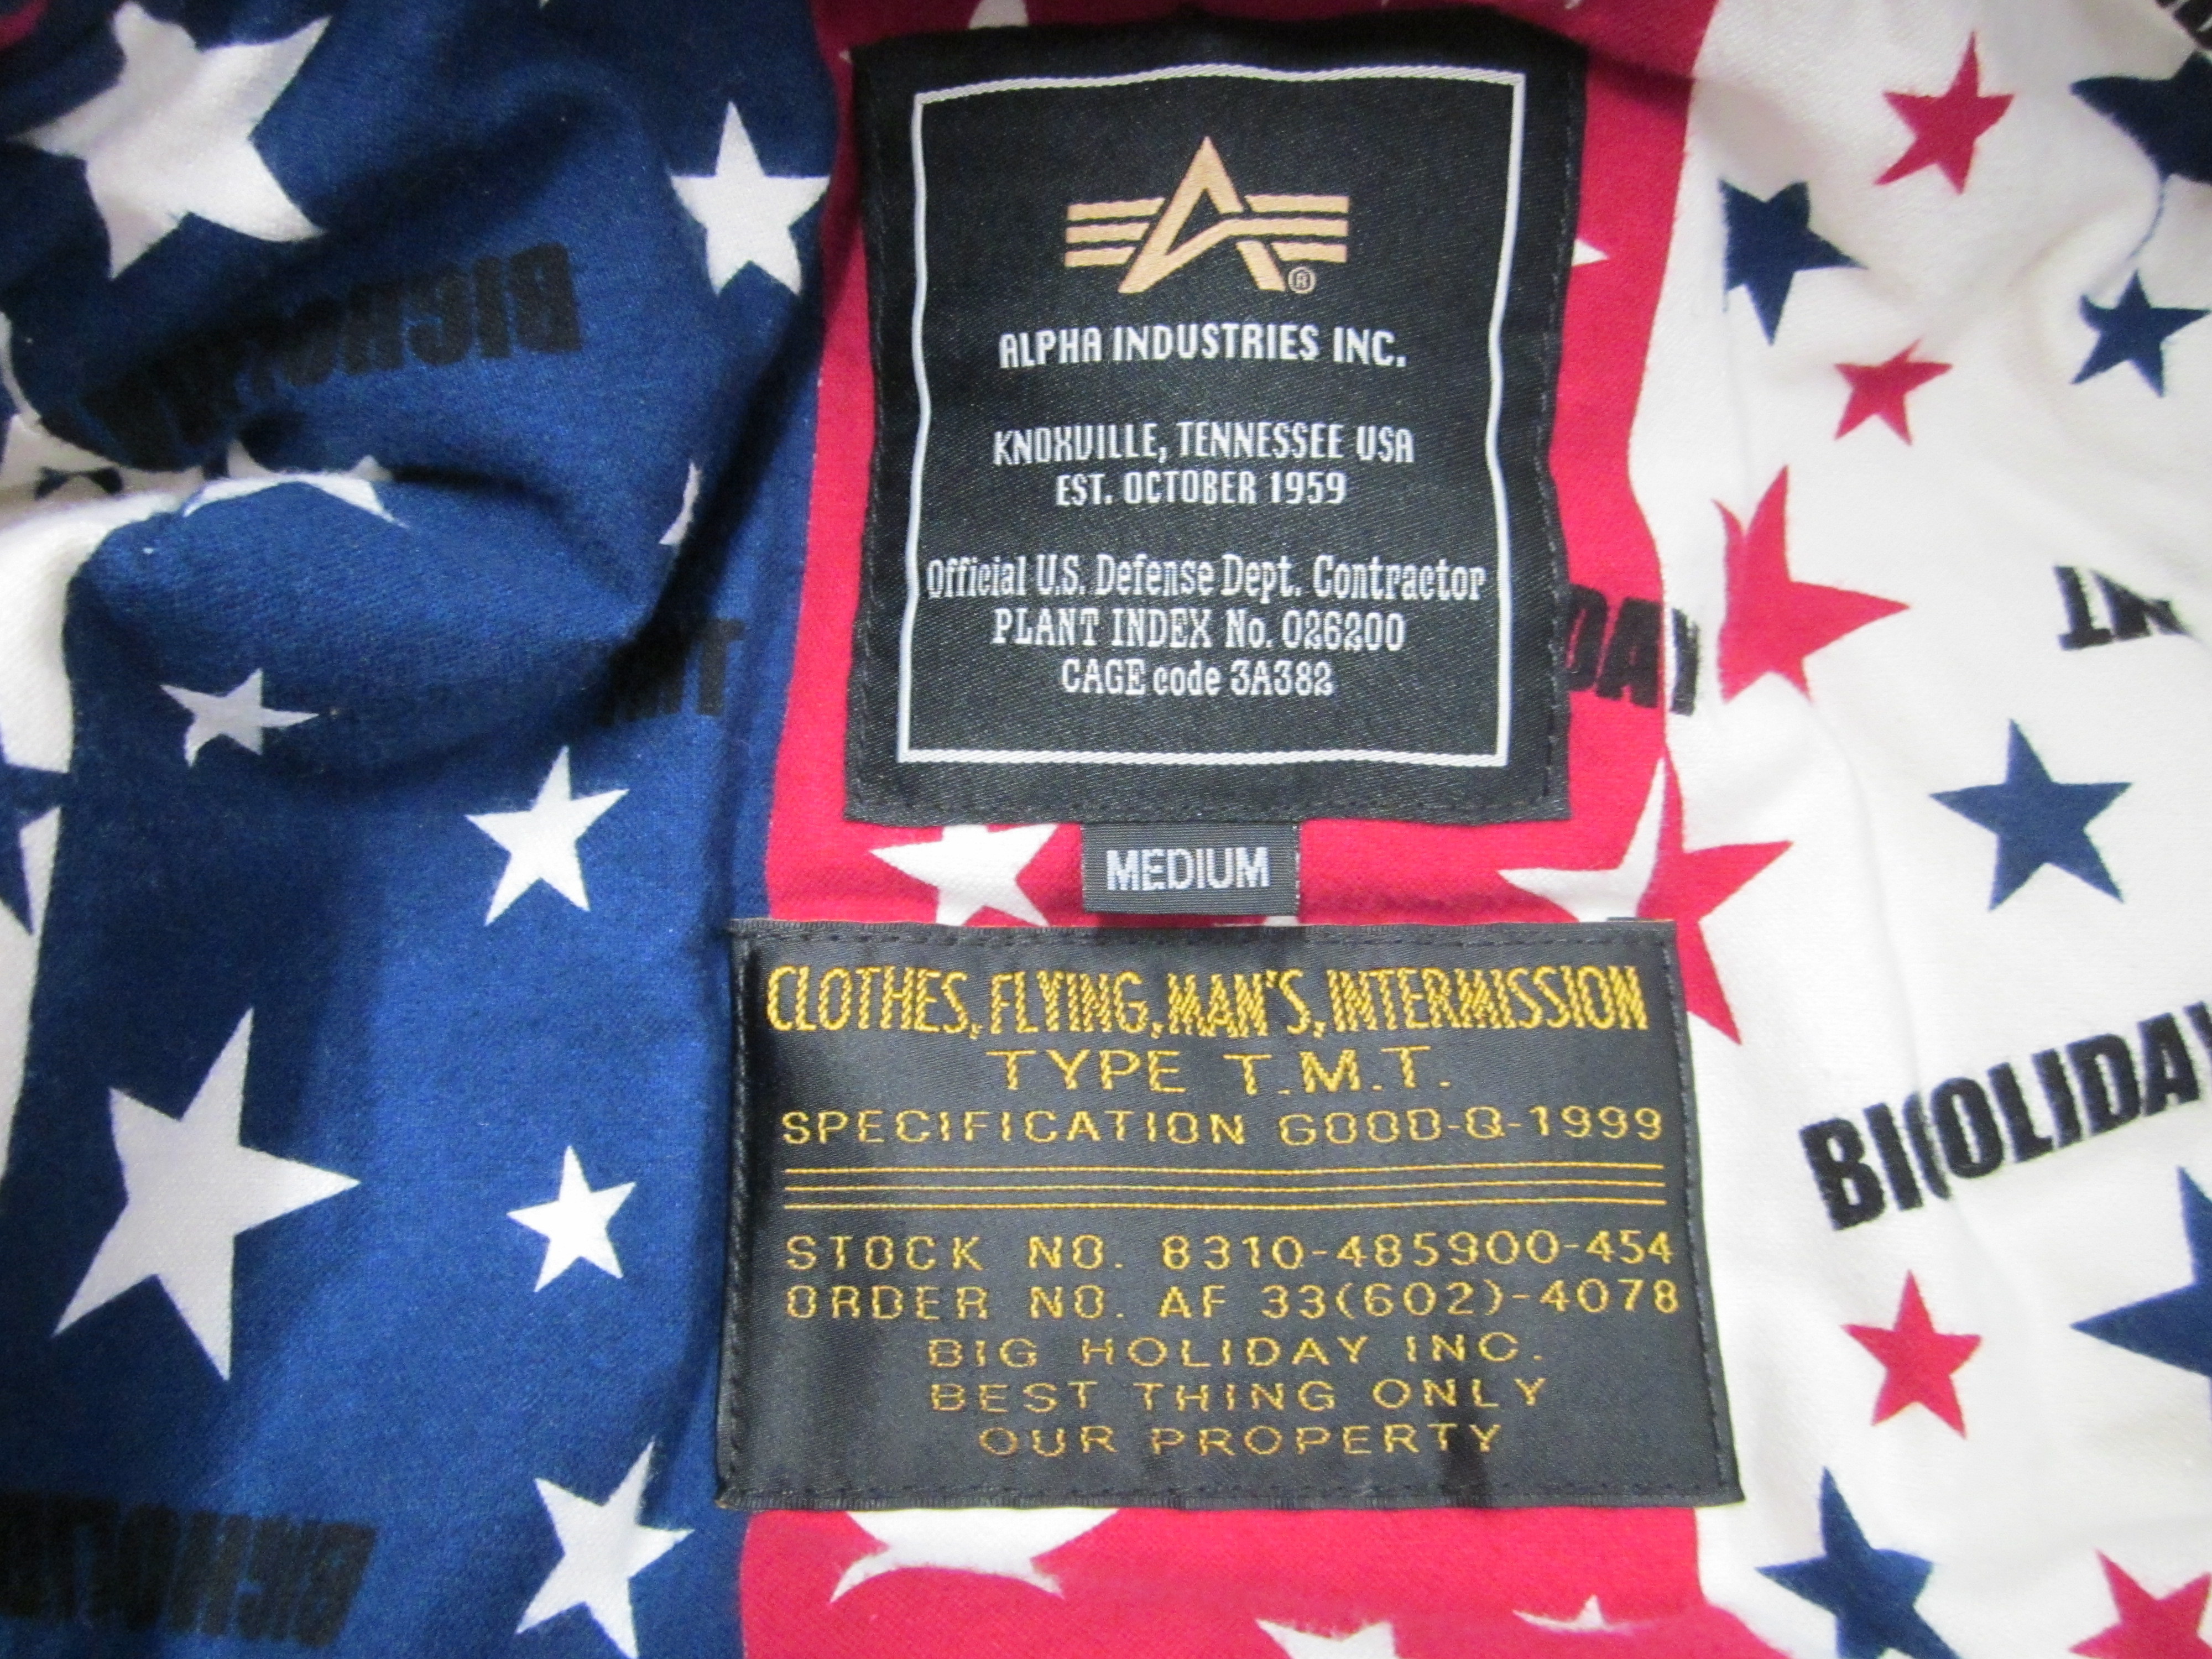 ALPHA INDUSTRIES INC.
KNOXVILLE, TENNESSEE USA
EST. OCTOBER 1959
Official U.S. Defense Dept. Contractor
PLANT INDEX No. 026200
CAGE code 3A382
MEDIUM
CLOTHES, FLYING, MAN'S, INTERMISSION
TYPE T.M.T.
SPECIFICATION GOOD-Q-1999
STOCK NO. 8310-485900-454
ORDER NO. AF 33(602)-4078
BIG HOLIDAY INC.
BEST THING ONLY
OUR PROPERTY